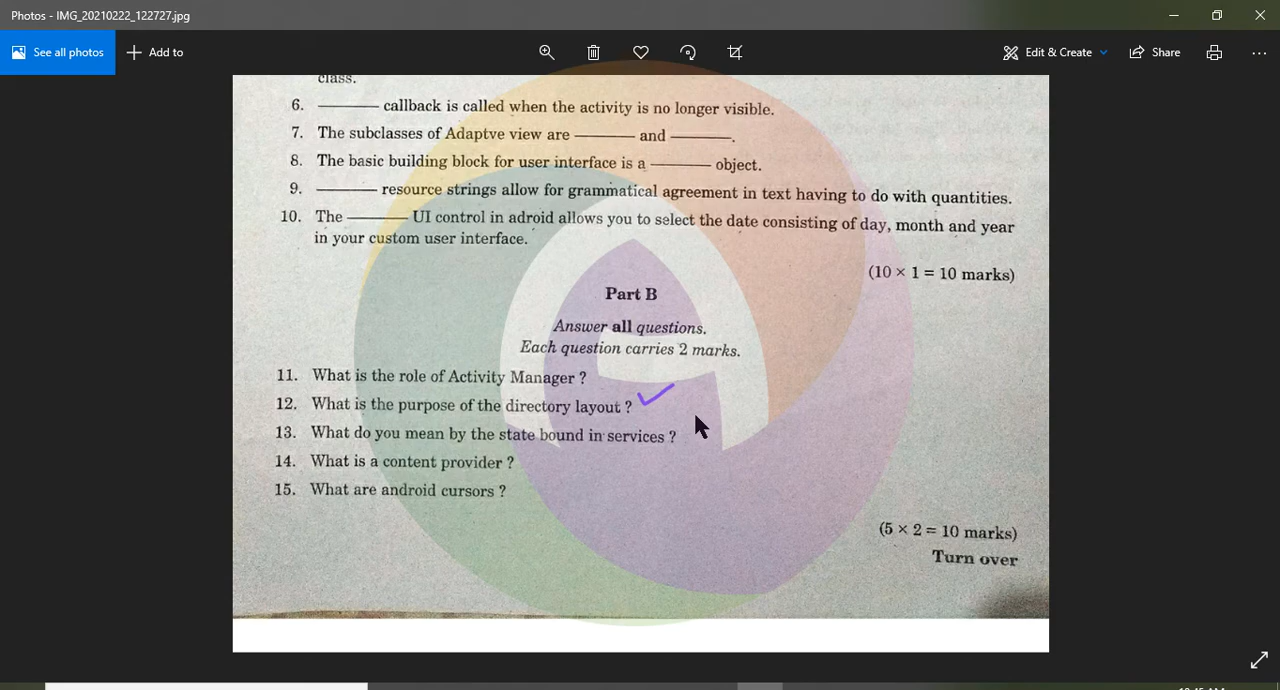 Photos - IMG_20210222_122727.jpg
See all photos
Add to
Edit & Create
Share
class.
6. ——— callback is called when the activity is no longer visible.
7. The subclasses of Adaptve view are ——— and ———.
8. The basic building block for user interface is a ——— object.
9. ——— resource strings allow for grammatical agreement in text having to do with quantities.
10. The ——— UI control in adroid allows you to select the date consisting of day, month and year
in your custom user interface.
(10 × 1 = 10 marks)
Part B
Answer all questions.
Each question carries 2 marks.
11. What is the role of Activity Manager ?
12. What is the purpose of the directory layout ?
13. What do you mean by the state bound in services ?
14. What is a content provider ?
15. What are android cursors ?
(5 × 2 = 10 marks)
Turn over